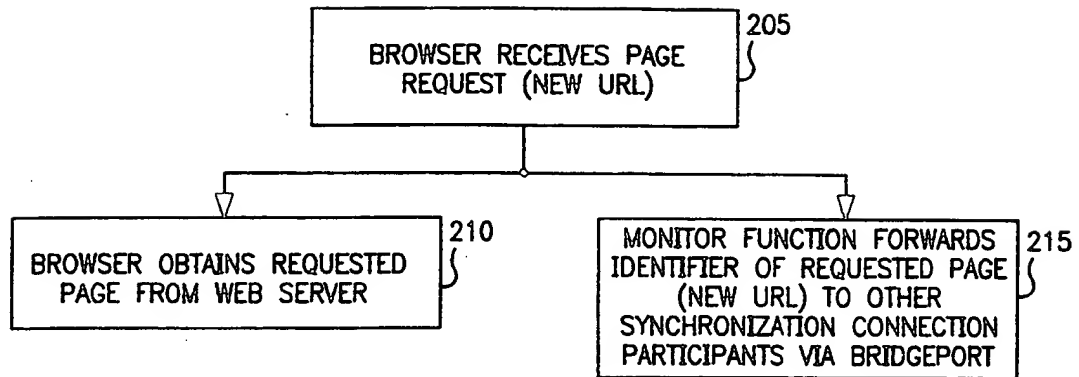 205
BROWSER RECEIVES PAGE
REQUEST (NEW URL)
210
BROWSER OBTAINS REQUESTED
PAGE FROM WEB SERVER
215
MONITOR FUNCTION FORWARDS
IDENTIFIER OF REQUESTED PAGE
(NEW URL) TO OTHER
SYNCHRONIZATION CONNECTION
PARTICIPANTS VIA BRIDGEPORT